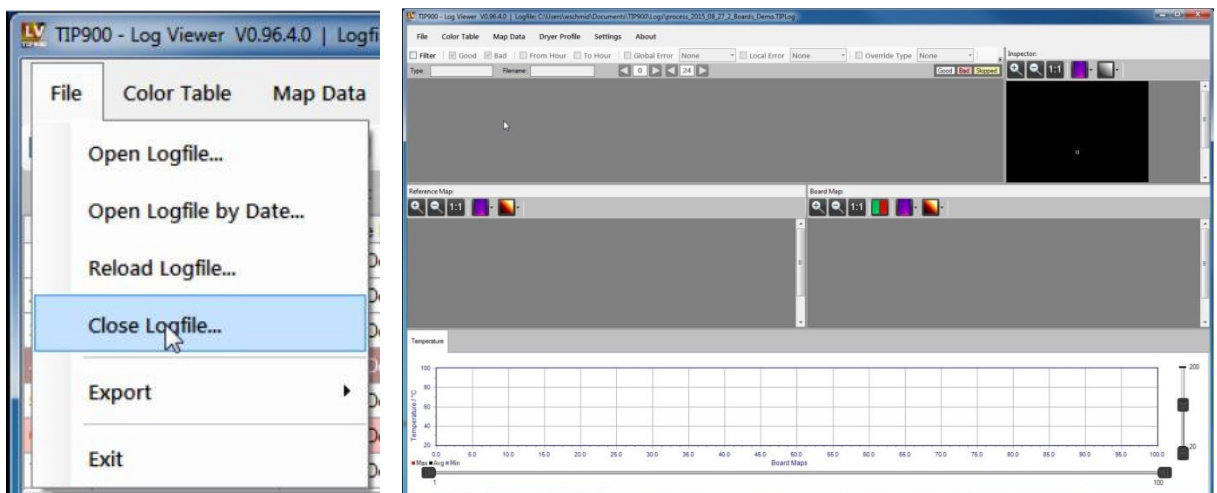 LV TIP900 - Log Viewer V0.96.4.0 | Logfi
File Color Table Map Data
Open Logfile...
Open Logfile by Date...
Reload Logfile...
Close Logfile...
Export
Exit
TIP900 - Log Viewer V0.96.4.0 | Logfile: C:\Users\eschmid\Documents\TIP900\Logs\process_2015_08_27_2_Boards_Demo.TIPLog
File Color Table Map Data Dryer Profile Settings About
Filter Good Bad From Hour To Hour Global Error None Local Error None Override Type None
Type: Filename: 0 24 Good Bad Skipped
Inspector:
1:1
Reference Map:
1:1
Board Map:
1:1
Temperature
Temperature / °C
100
80
60
40
20
0.0 5.0 10.0 15.0 20.0 25.0 30.0 35.0 40.0 45.0 50.0 55.0 60.0 65.0 70.0 75.0 80.0 85.0 90.0 95.0 100.0
Max Avg Min
Board Maps
200
20
1 100